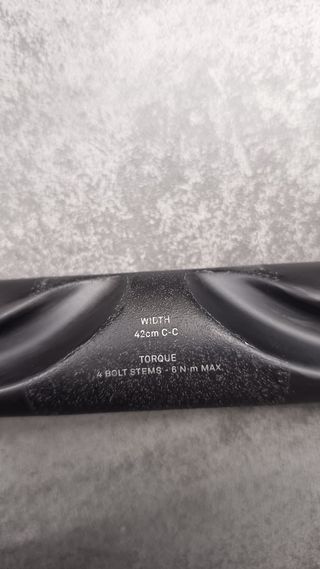 WIDTH
42cm C-C
TORQUE
4 BOLT STEMS - 6 N·m MAX.